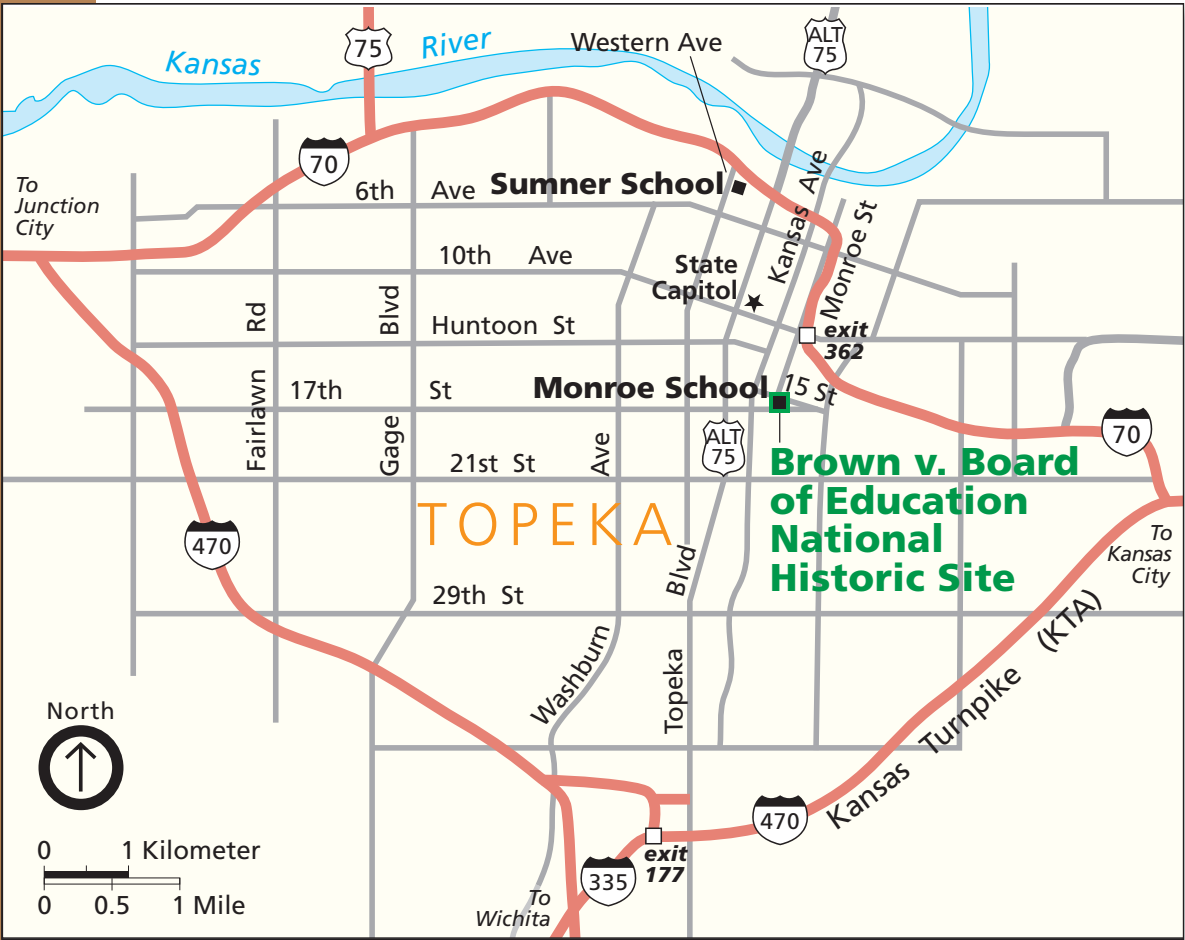 75
Kansas
River
Western Ave
ALT
75
70
To
Junction
City
6th Ave
Sumner School
Kansas Ave
Monroe St
10th Ave
State
Capitol
Huntoon St
exit
362
Fairlawn Rd
Gage Blvd
17th St
Monroe School
15 St
ALT
75
70
21st St
Brown v. Board
of Education
National
Historic Site
TOPEKA
470
To
Kansas
City
29th St
Washburn Ave
Topeka Blvd
Kansas Turnpike (KTA)
North
470
exit
177
335
To
Wichita
0 1 Kilometer
0 0.5 1 Mile